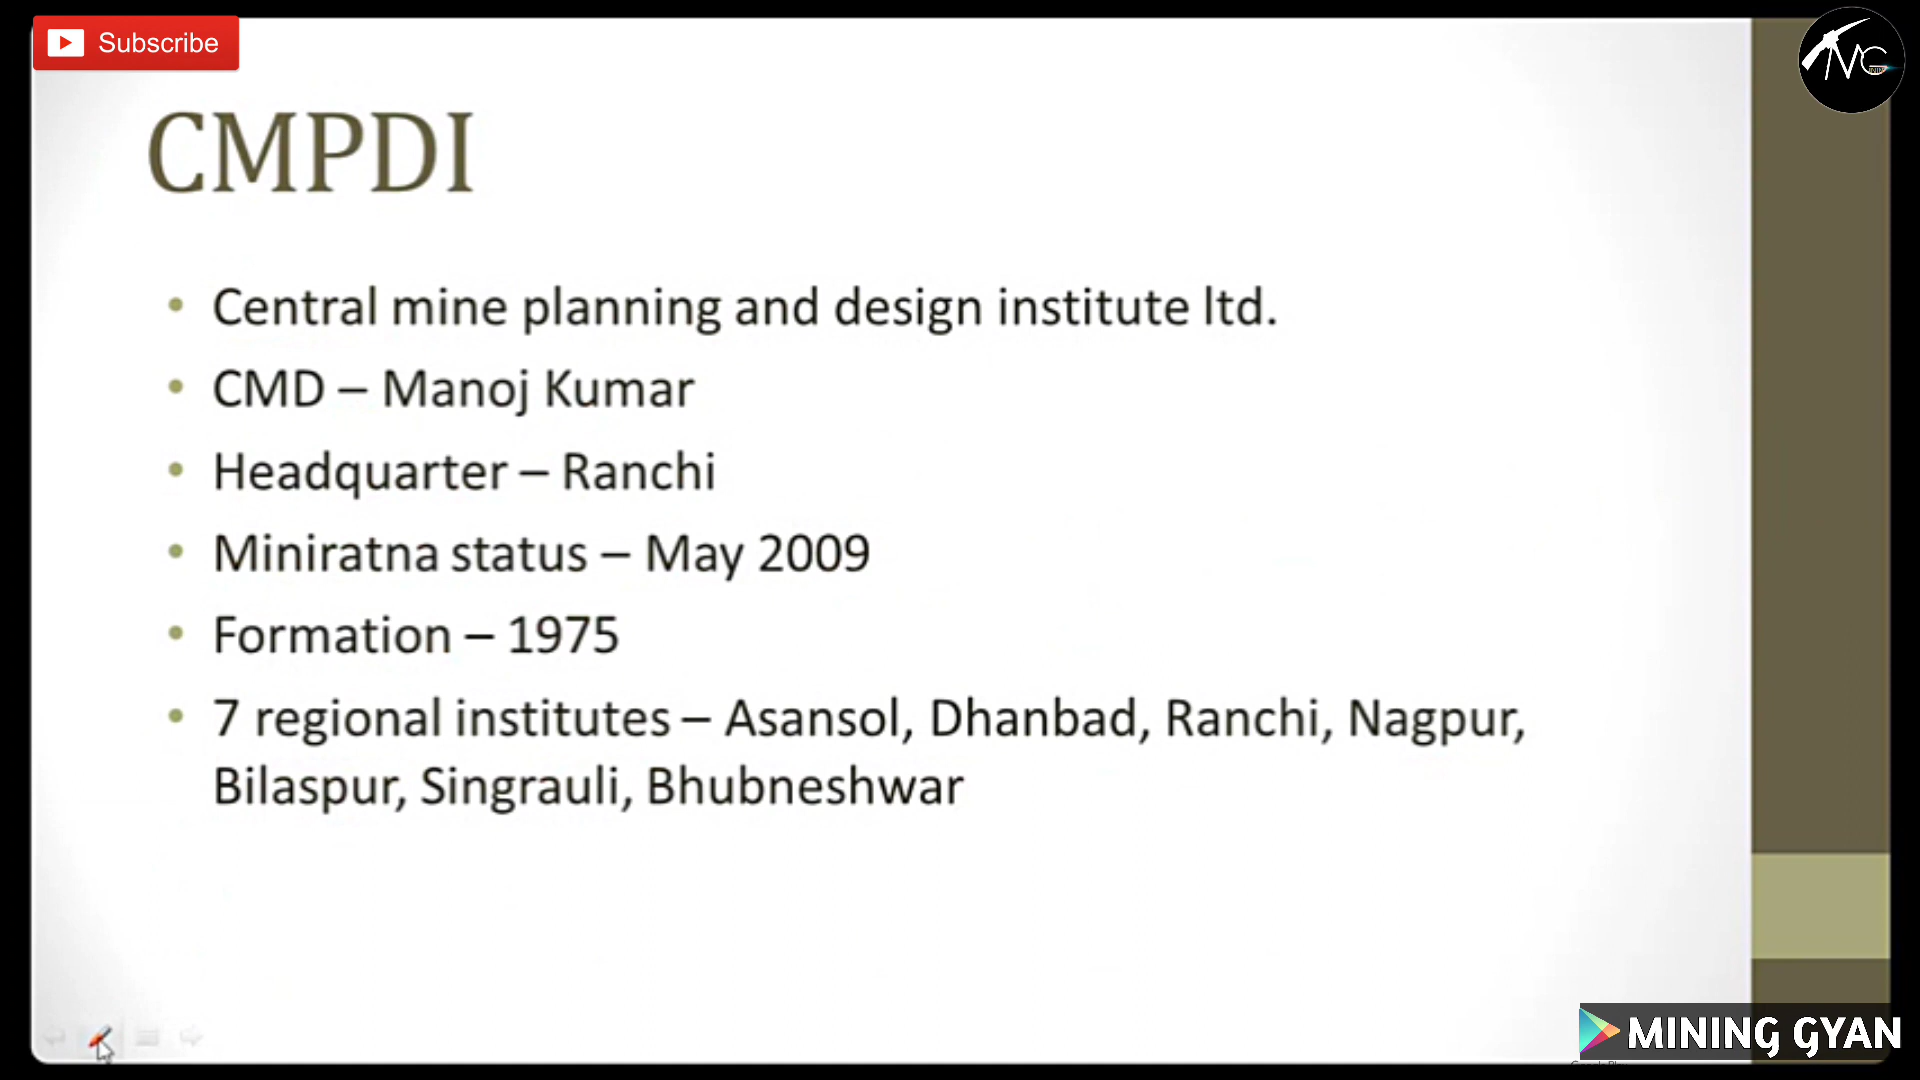 Subscribe
CMPDI
• Central mine planning and design institute ltd.
• CMD – Manoj Kumar
• Headquarter – Ranchi
• Miniratna status – May 2009
• Formation – 1975
• 7 regional institutes – Asansol, Dhanbad, Ranchi, Nagpur,
Bilaspur, Singrauli, Bhubneshwar
MINING GYAN